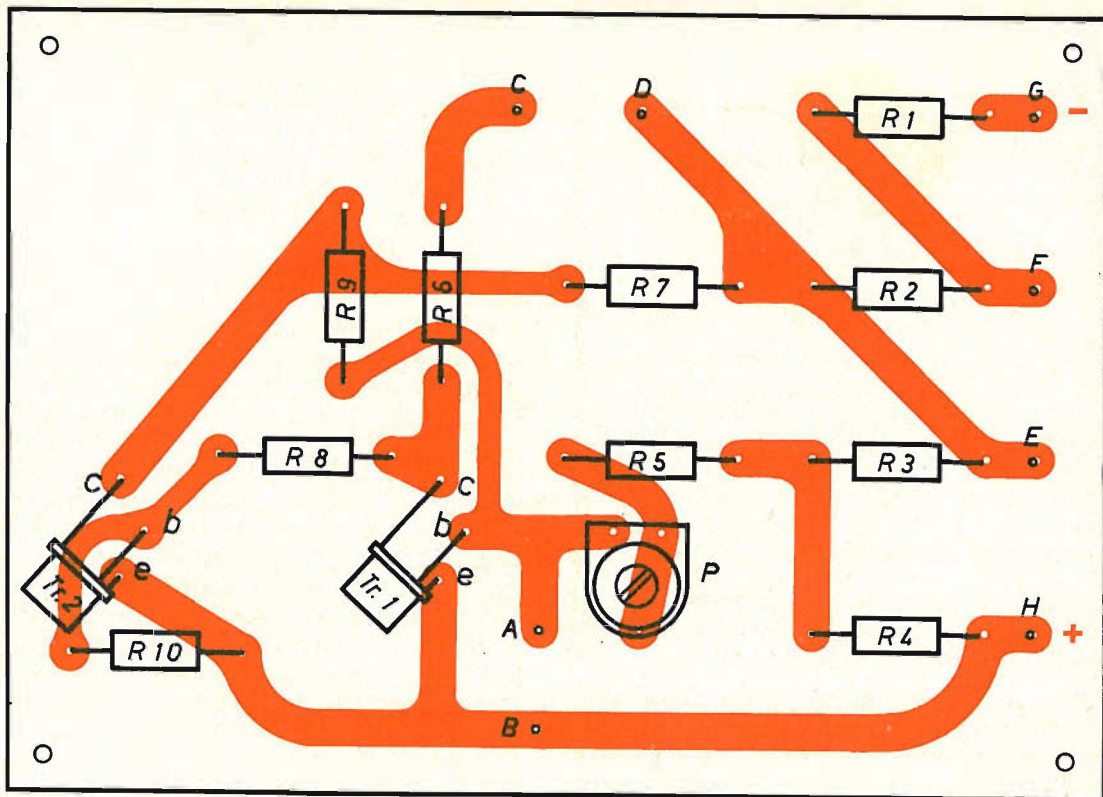 C D G −
R1
R9 R6 R7 R2 F
C R8 C R5 R3 E
b b
e e
Tr.2 Tr.1 P
A H +
R10 R4
B